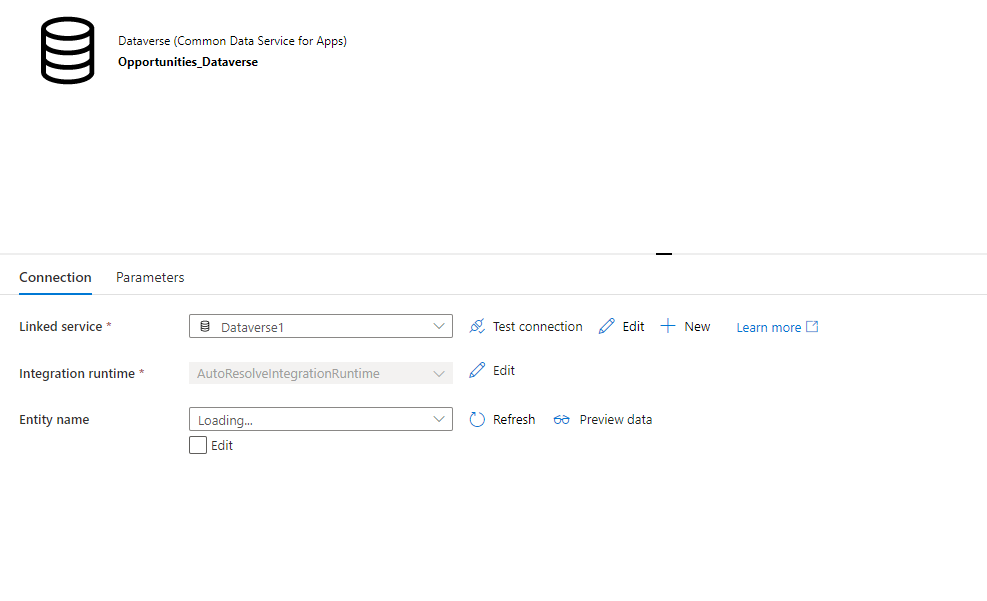 Dataverse (Common Data Service for Apps)
Opportunities_Dataverse
Connection Parameters
Linked service * Dataverse1 Test connection Edit New Learn more
Integration runtime * AutoResolveIntegrationRuntime Edit
Entity name Loading... Refresh Preview data
Edit